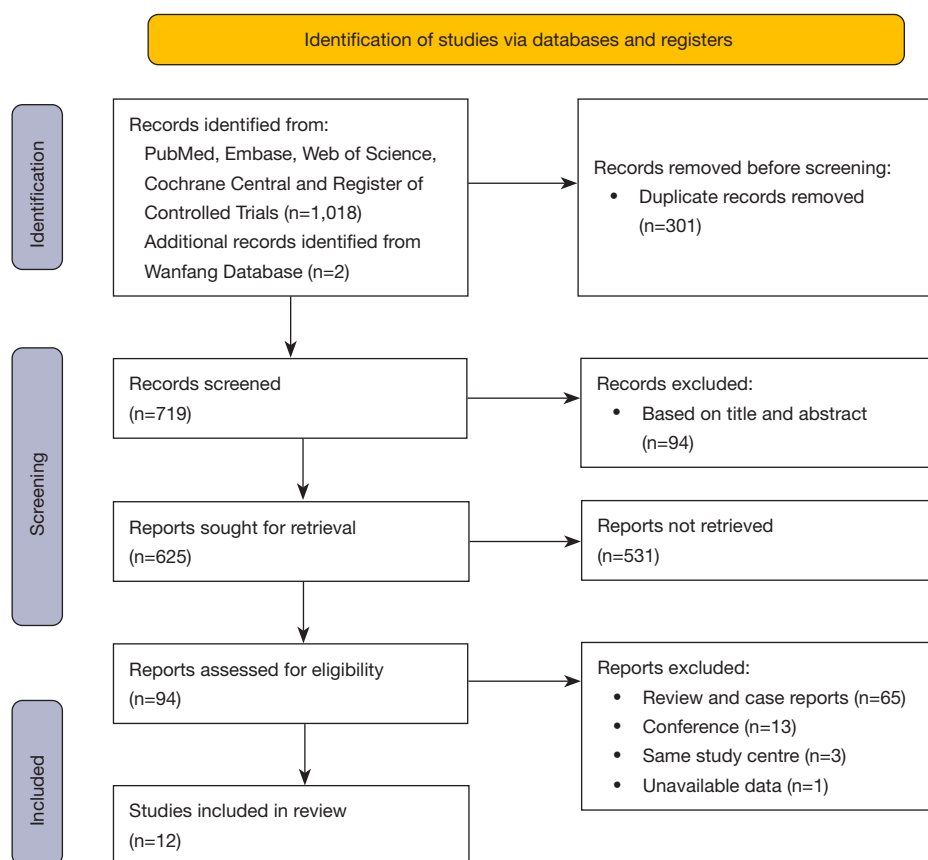 Identification of studies via databases and registers
Identification
Records identified from:
PubMed, Embase, Web of Science,
Cochrane Central and Register of
Controlled Trials (n=1,018)
Additional records identified from
Wanfang Database (n=2)
Records removed before screening:
• Duplicate records removed
(n=301)
Screening
Records screened
(n=719)
Records excluded:
• Based on title and abstract
(n=94)
Reports sought for retrieval
(n=625)
Reports not retrieved
(n=531)
Reports assessed for eligibility
(n=94)
Reports excluded:
• Review and case reports (n=65)
• Conference (n=13)
• Same study centre (n=3)
• Unavailable data (n=1)
Included
Studies included in review
(n=12)